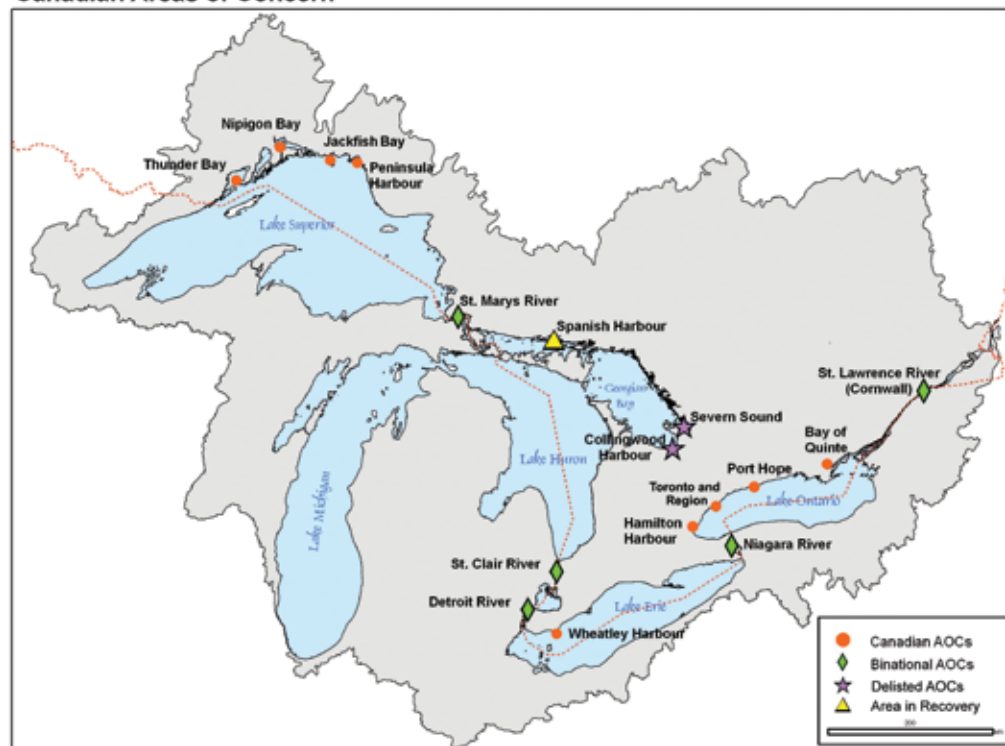 Canadian Areas of Concern
Nipigon Bay
Jackfish Bay
Thunder Bay
Peninsula
Harbour
Lake Superior
St. Marys River
Spanish Harbour
St. Lawrence River
(Cornwall)
Georgian
Bay
Severn Sound
Collingwood
Harbour
Bay of
Quinte
Lake Huron
Port Hope
Lake Michigan
Toronto and
Region
Lake Ontario
Hamilton
Harbour
Niagara River
St. Clair River
Detroit River
Lake Erie
Wheatley Harbour
Canadian AOCs
Binational AOCs
Delisted AOCs
Area in Recovery
200